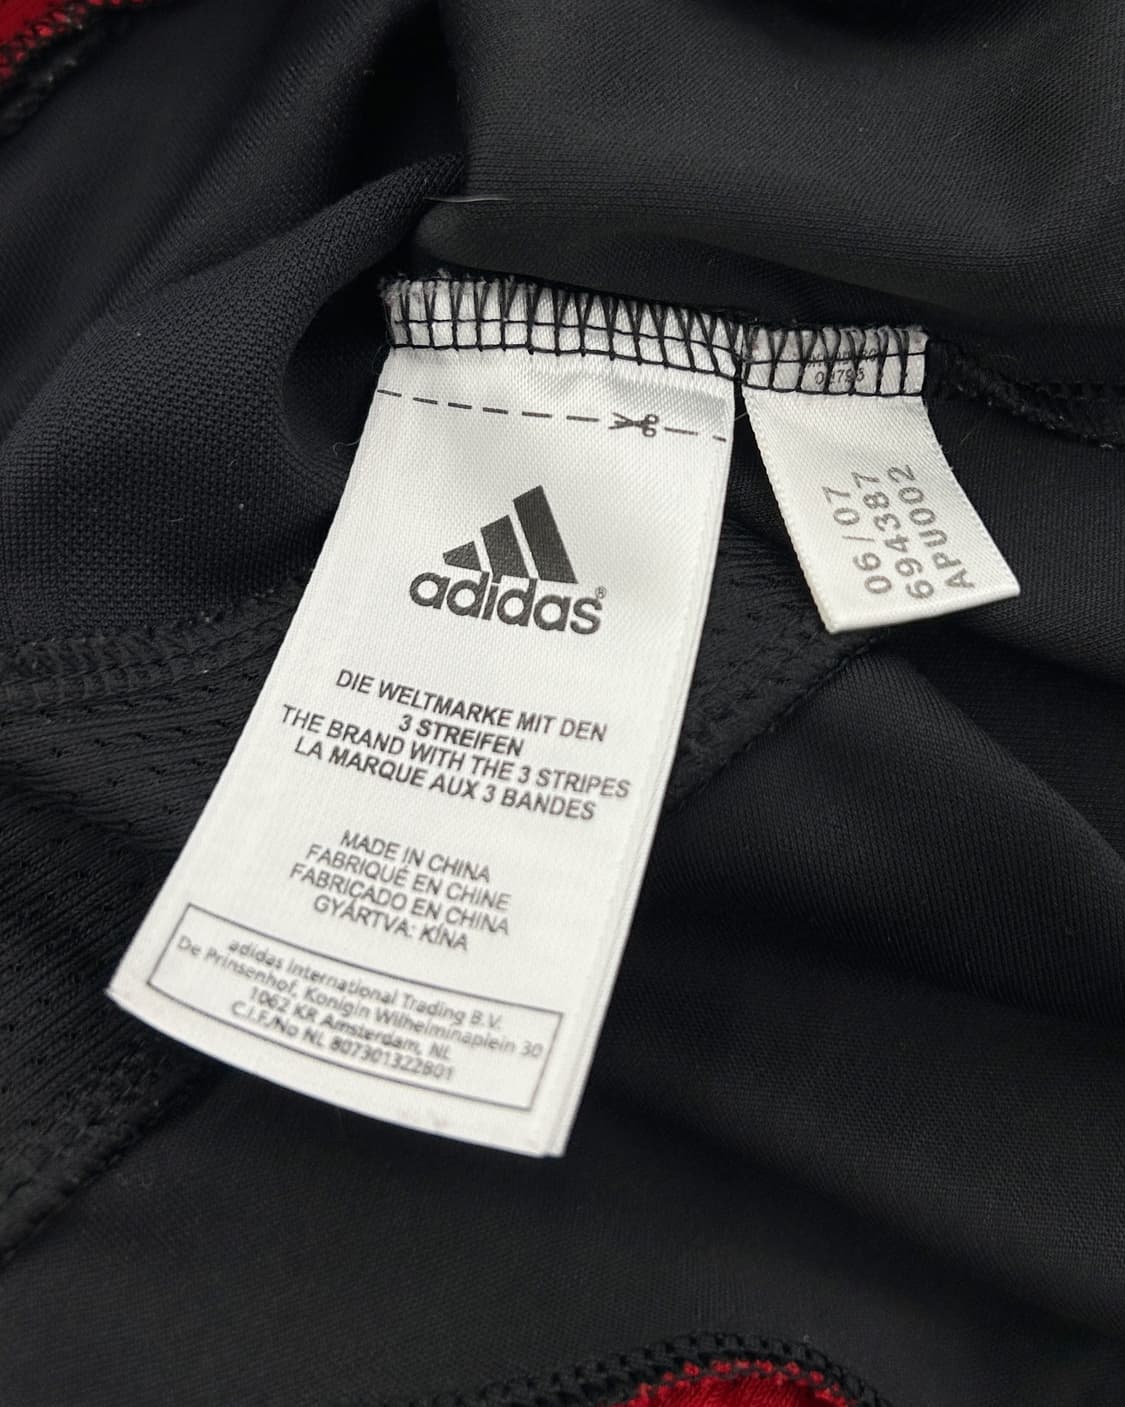 adidas®
DIE WELTMARKE MIT DEN
3 STREIFEN
THE BRAND WITH THE 3 STRIPES
LA MARQUE AUX 3 BANDES
MADE IN CHINA
FABRIQUÉ EN CHINE
FABRICADO EN CHINA
GYÁRTVA: KÍNA
adidas International Trading B.V.
De Prinsenhof, Konigin Wilhelminaplein 30
1062 KR Amsterdam, NL
C.I.F./No NL 807301322B01
02793
06/07
694387
APU002